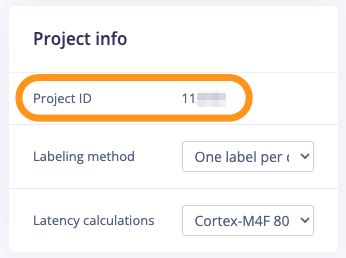 Project info
Project ID 11
Labeling method One label per
Latency calculations Cortex-M4F 80